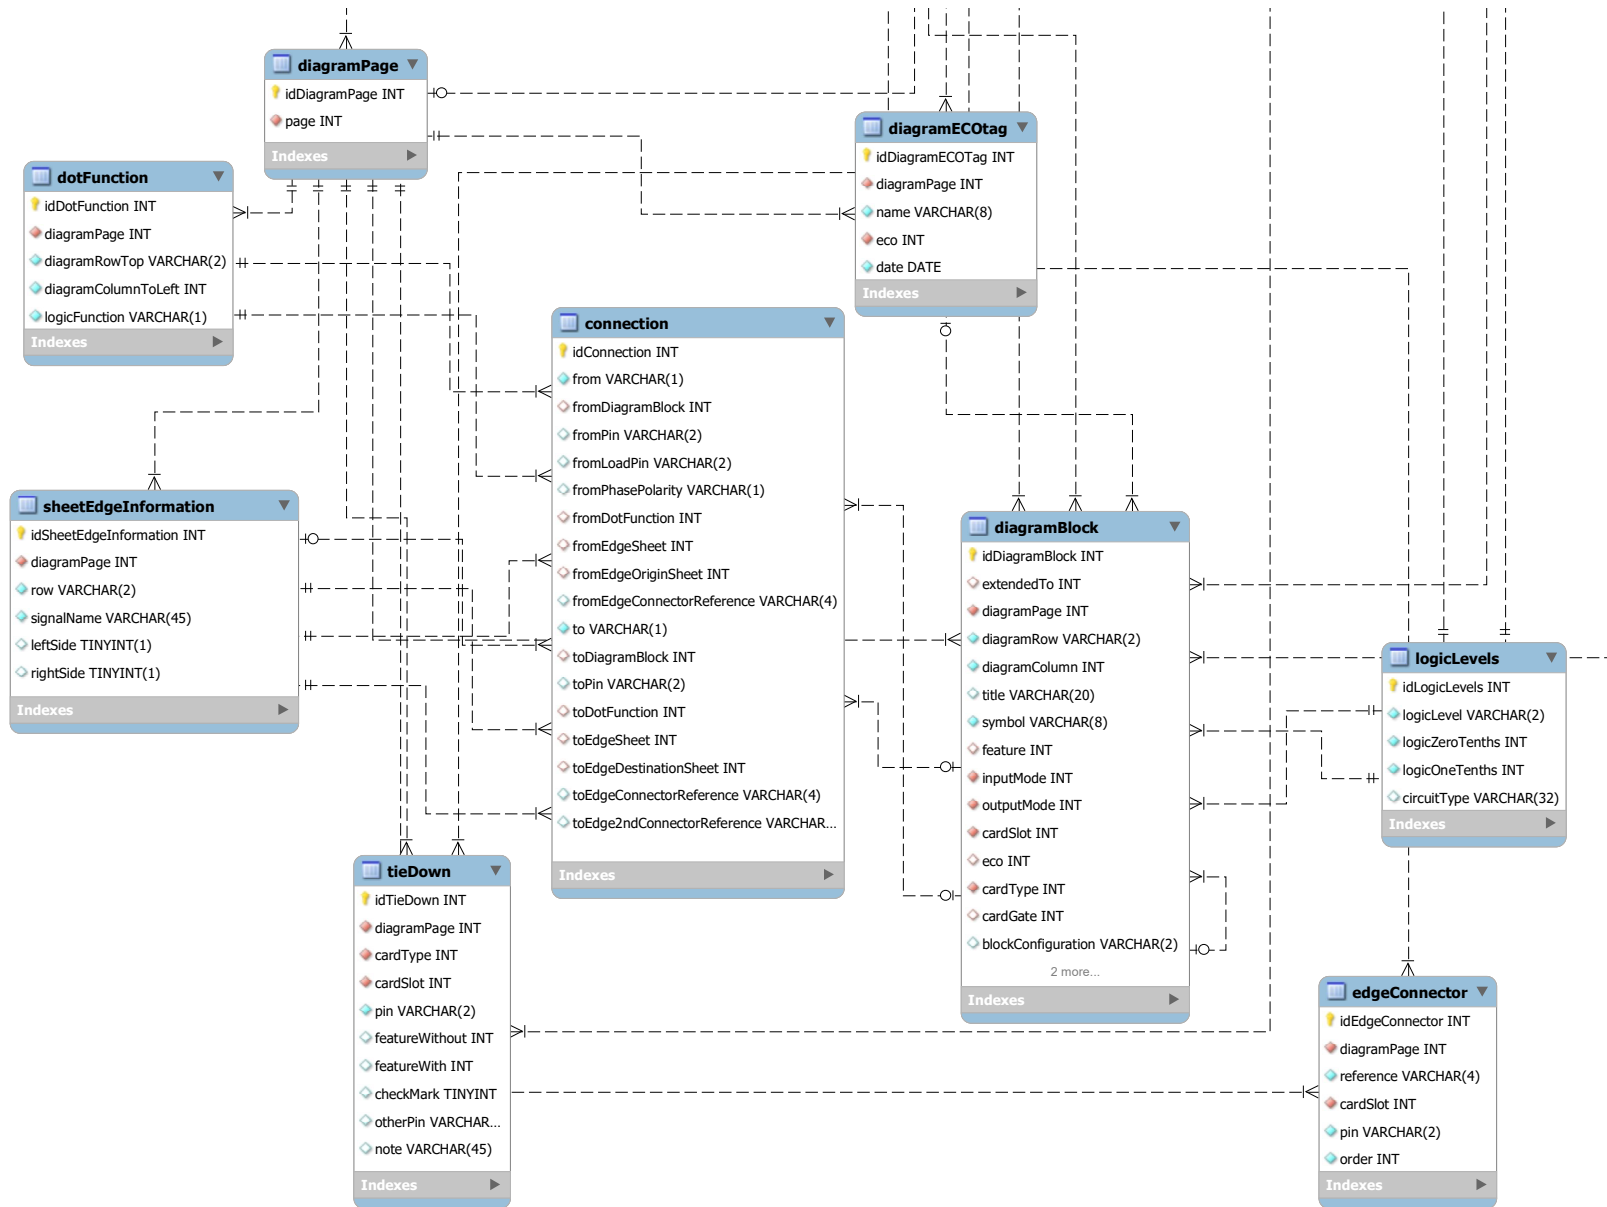 diagramPage
idDiagramPage INT
page INT
Indexes
diagramECOtag
idDiagramECOTag INT
diagramPage INT
name VARCHAR(8)
eco INT
date DATE
Indexes
dotFunction
idDotFunction INT
diagramPage INT
diagramRowTop VARCHAR(2)
diagramColumnToLeft INT
logicFunction VARCHAR(1)
Indexes
connection
idConnection INT
from VARCHAR(1)
fromDiagramBlock INT
fromPin VARCHAR(2)
fromLoadPin VARCHAR(2)
fromPhasePolarity VARCHAR(1)
fromDotFunction INT
fromEdgeSheet INT
fromEdgeOriginSheet INT
fromEdgeConnectorReference VARCHAR(4)
to VARCHAR(1)
toDiagramBlock INT
toPin VARCHAR(2)
toDotFunction INT
toEdgeSheet INT
toEdgeDestinationSheet INT
toEdgeConnectorReference VARCHAR(4)
toEdge2ndConnectorReference VARCHAR...
Indexes
sheetEdgeInformation
idSheetEdgeInformation INT
diagramPage INT
row VARCHAR(2)
signalName VARCHAR(45)
leftSide TINYINT(1)
rightSide TINYINT(1)
Indexes
diagramBlock
idDiagramBlock INT
extendedTo INT
diagramPage INT
diagramRow VARCHAR(2)
diagramColumn INT
title VARCHAR(20)
symbol VARCHAR(8)
feature INT
inputMode INT
outputMode INT
cardSlot INT
eco INT
cardType INT
cardGate INT
blockConfiguration VARCHAR(2)
2 more...
Indexes
logicLevels
idLogicLevels INT
logicLevel VARCHAR(2)
logicZeroTenths INT
logicOneTenths INT
circuitType VARCHAR(32)
Indexes
tieDown
idTieDown INT
diagramPage INT
cardType INT
cardSlot INT
pin VARCHAR(2)
featureWithout INT
featureWith INT
checkMark TINYINT
otherPin VARCHAR...
note VARCHAR(45)
Indexes
edgeConnector
idEdgeConnector INT
diagramPage INT
reference VARCHAR(4)
cardSlot INT
pin VARCHAR(2)
order INT
Indexes